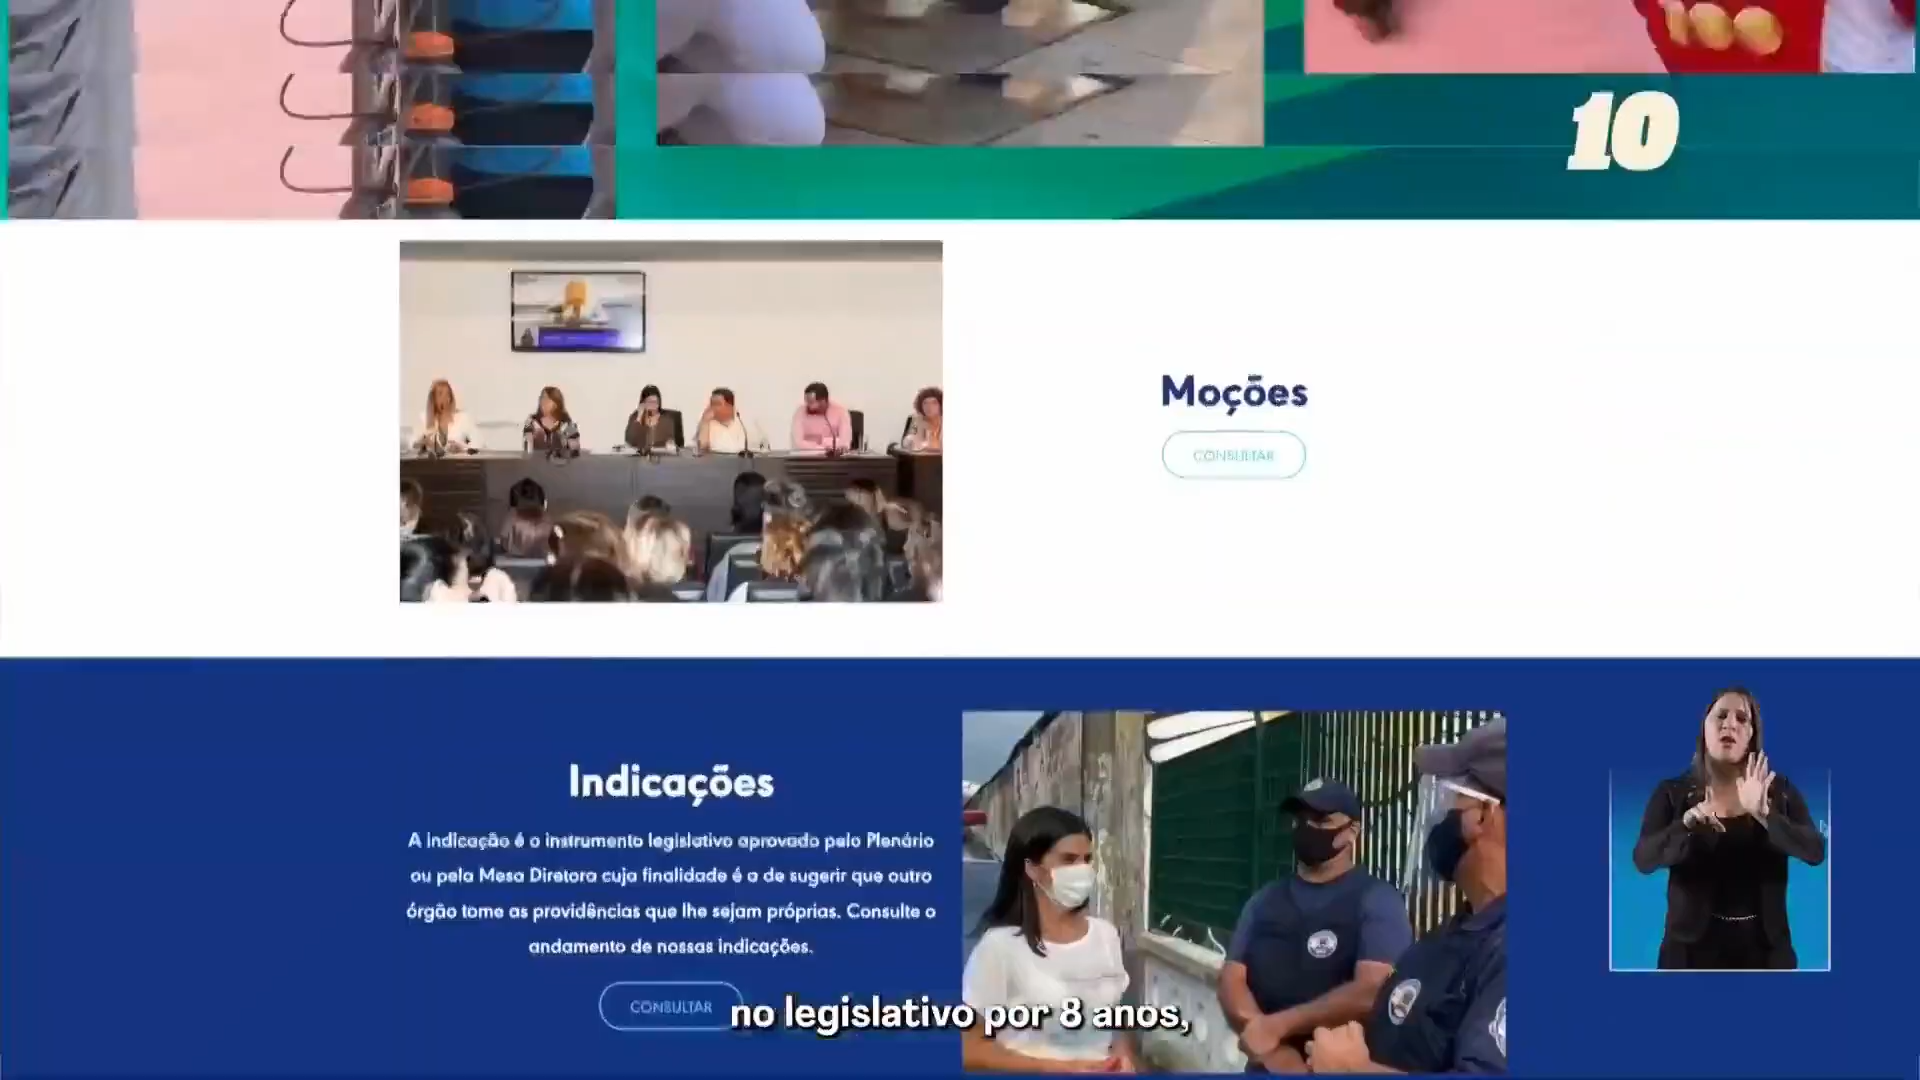 10
Moções
CONSULTAR
Indicações
A indicação é o instrumento legislativo aprovado pelo Plenário
ou pela Mesa Diretora cuja finalidade é a de sugerir que outro
órgão tome as providências que lhe sejam próprias. Consulte o
andamento de nossas indicações.
CONSULTAR
no legislativo por 8 anos,